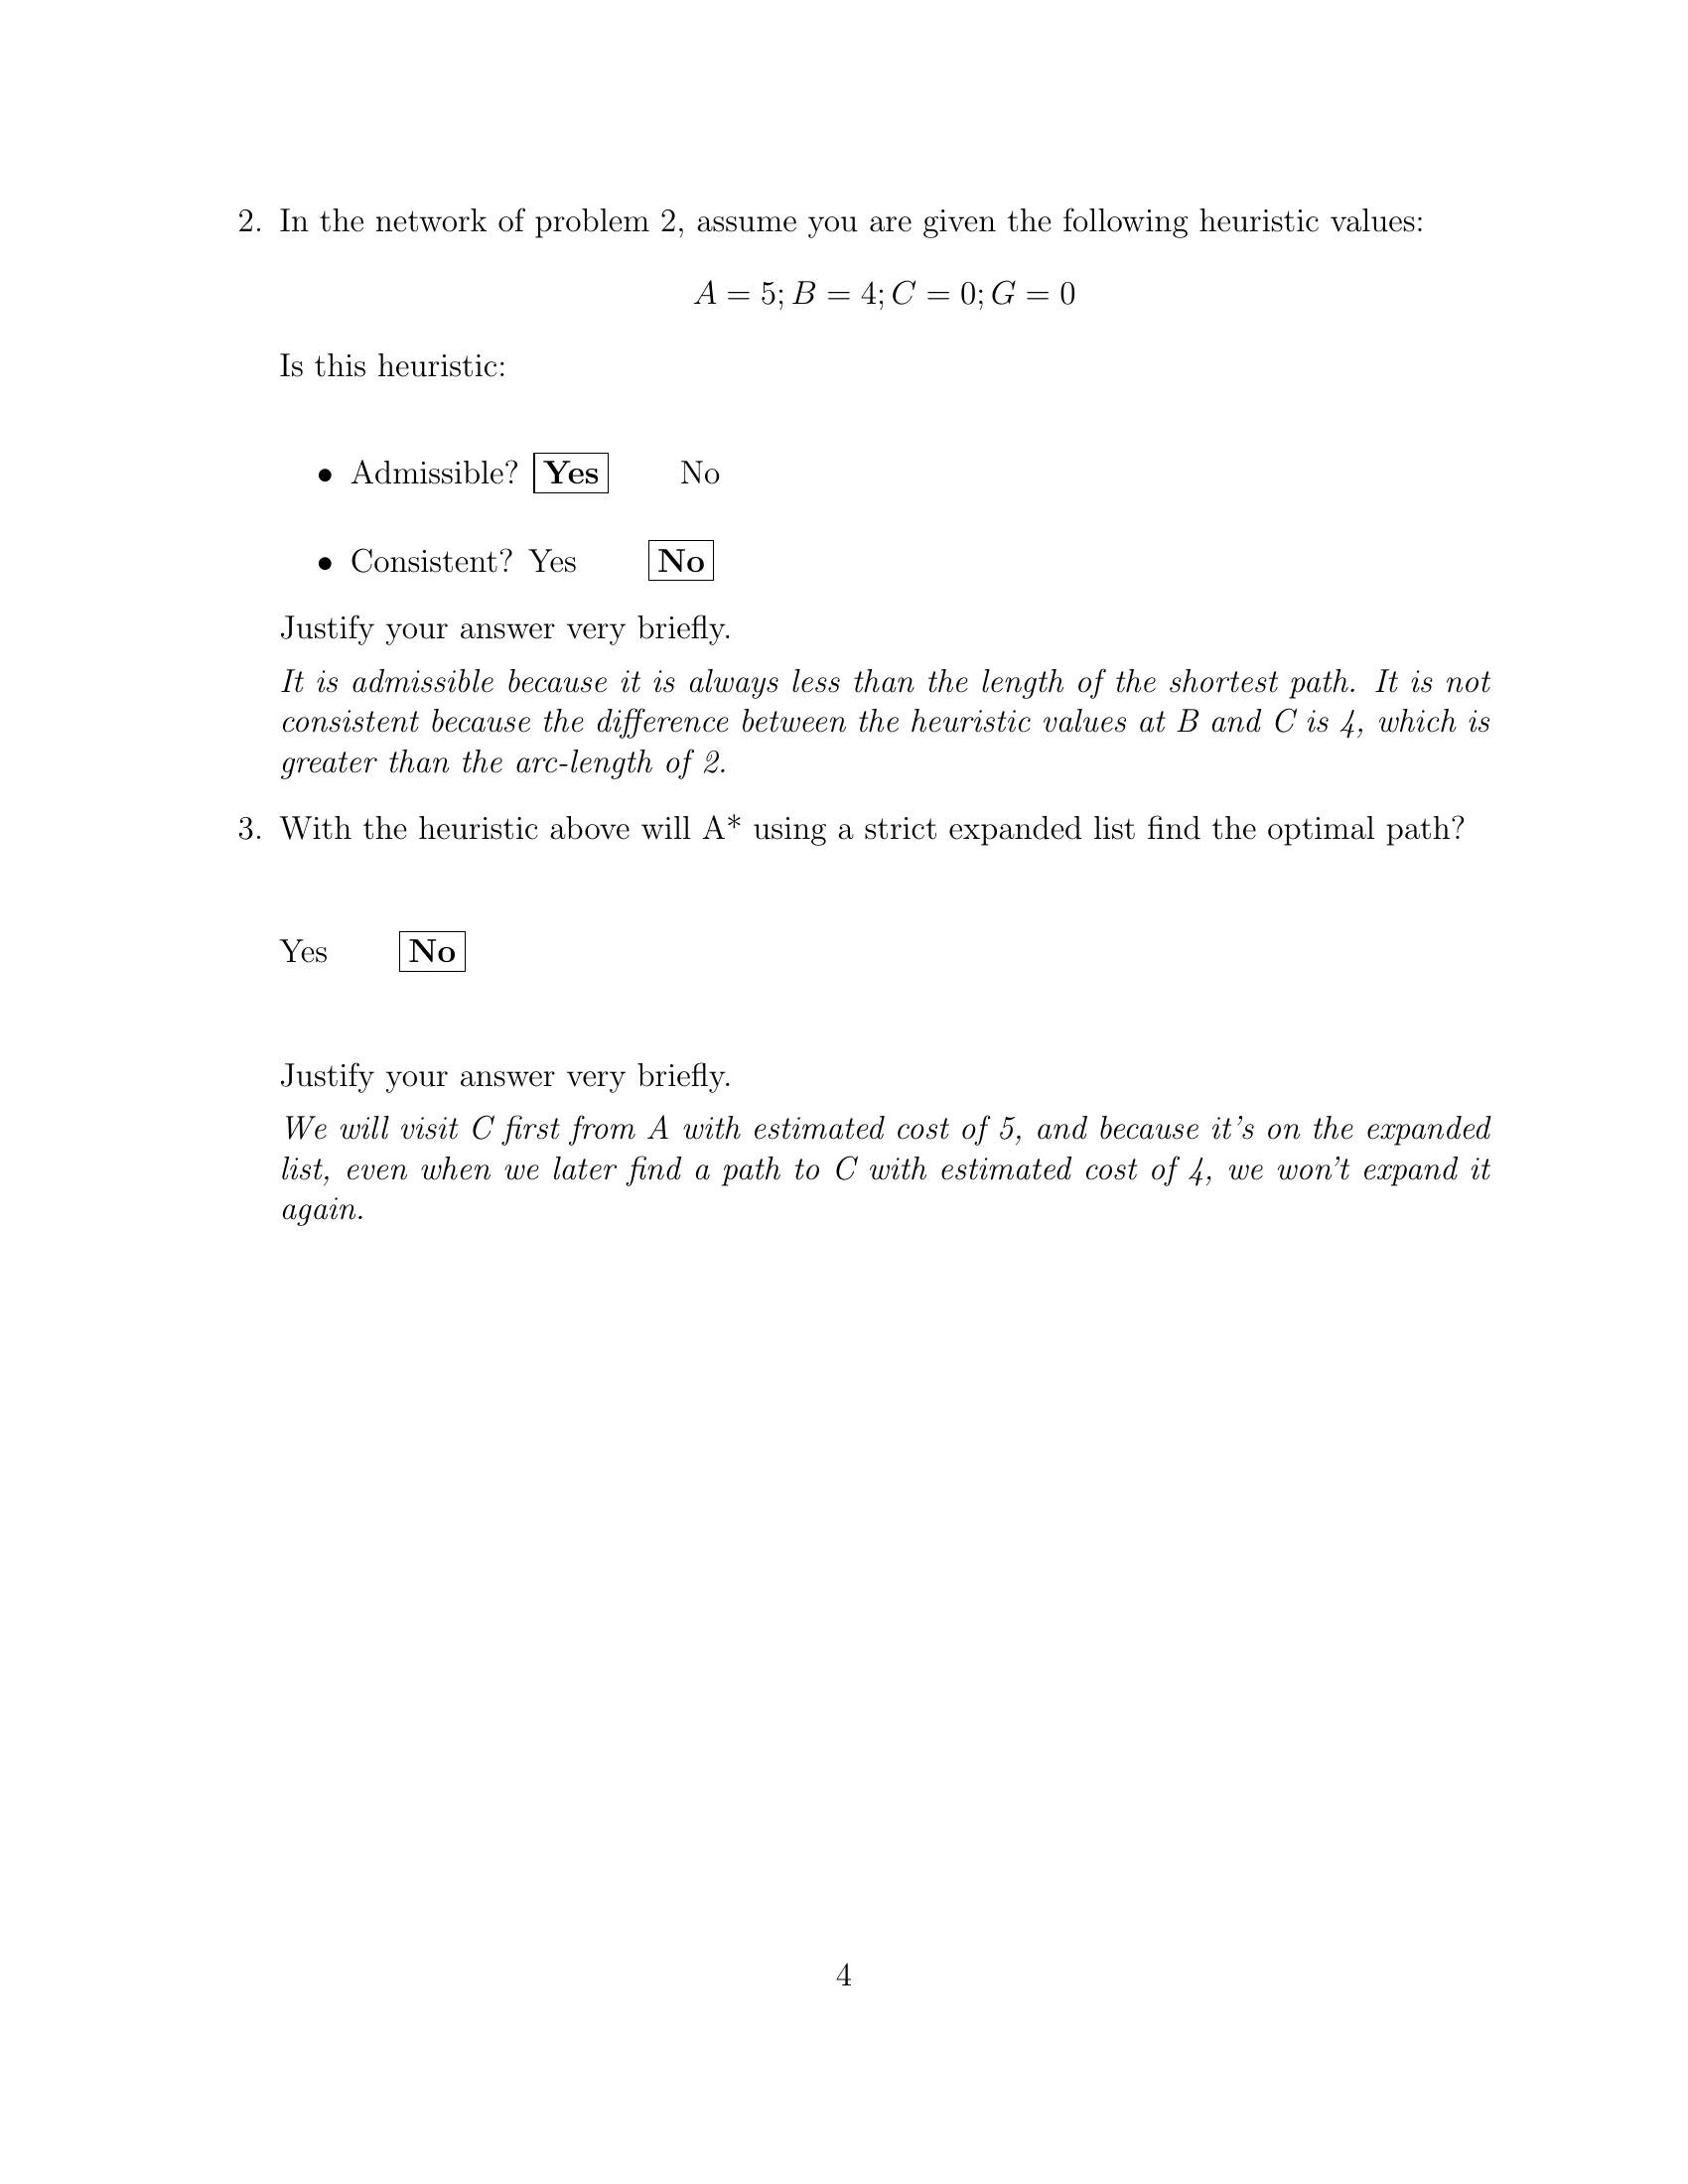 2. In the network of problem 2, assume you are given the following heuristic values:
A = 5; B = 4; C = 0; G = 0
Is this heuristic:
• Admissible? Yes No
• Consistent? Yes No
Justify your answer very briefly.
It is admissible because it is always less than the length of the shortest path. It is not
consistent because the difference between the heuristic values at B and C is 4, which is
greater than the arc-length of 2.
3. With the heuristic above will A* using a strict expanded list find the optimal path?
Yes No
Justify your answer very briefly.
We will visit C first from A with estimated cost of 5, and because it's on the expanded
list, even when we later find a path to C with estimated cost of 4, we won't expand it
again.
4